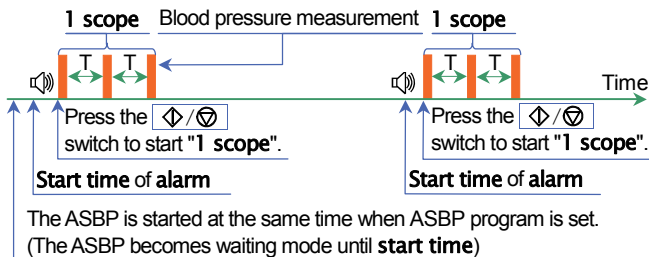 1 scope Blood pressure measurement 1 scope
T T T T
Time
Press the / switch to start "1 scope".
Press the / switch to start "1 scope".
Start time of alarm Start time of alarm
The ASBP is started at the same time when ASBP program is set.
(The ASBP becomes waiting mode until start time)